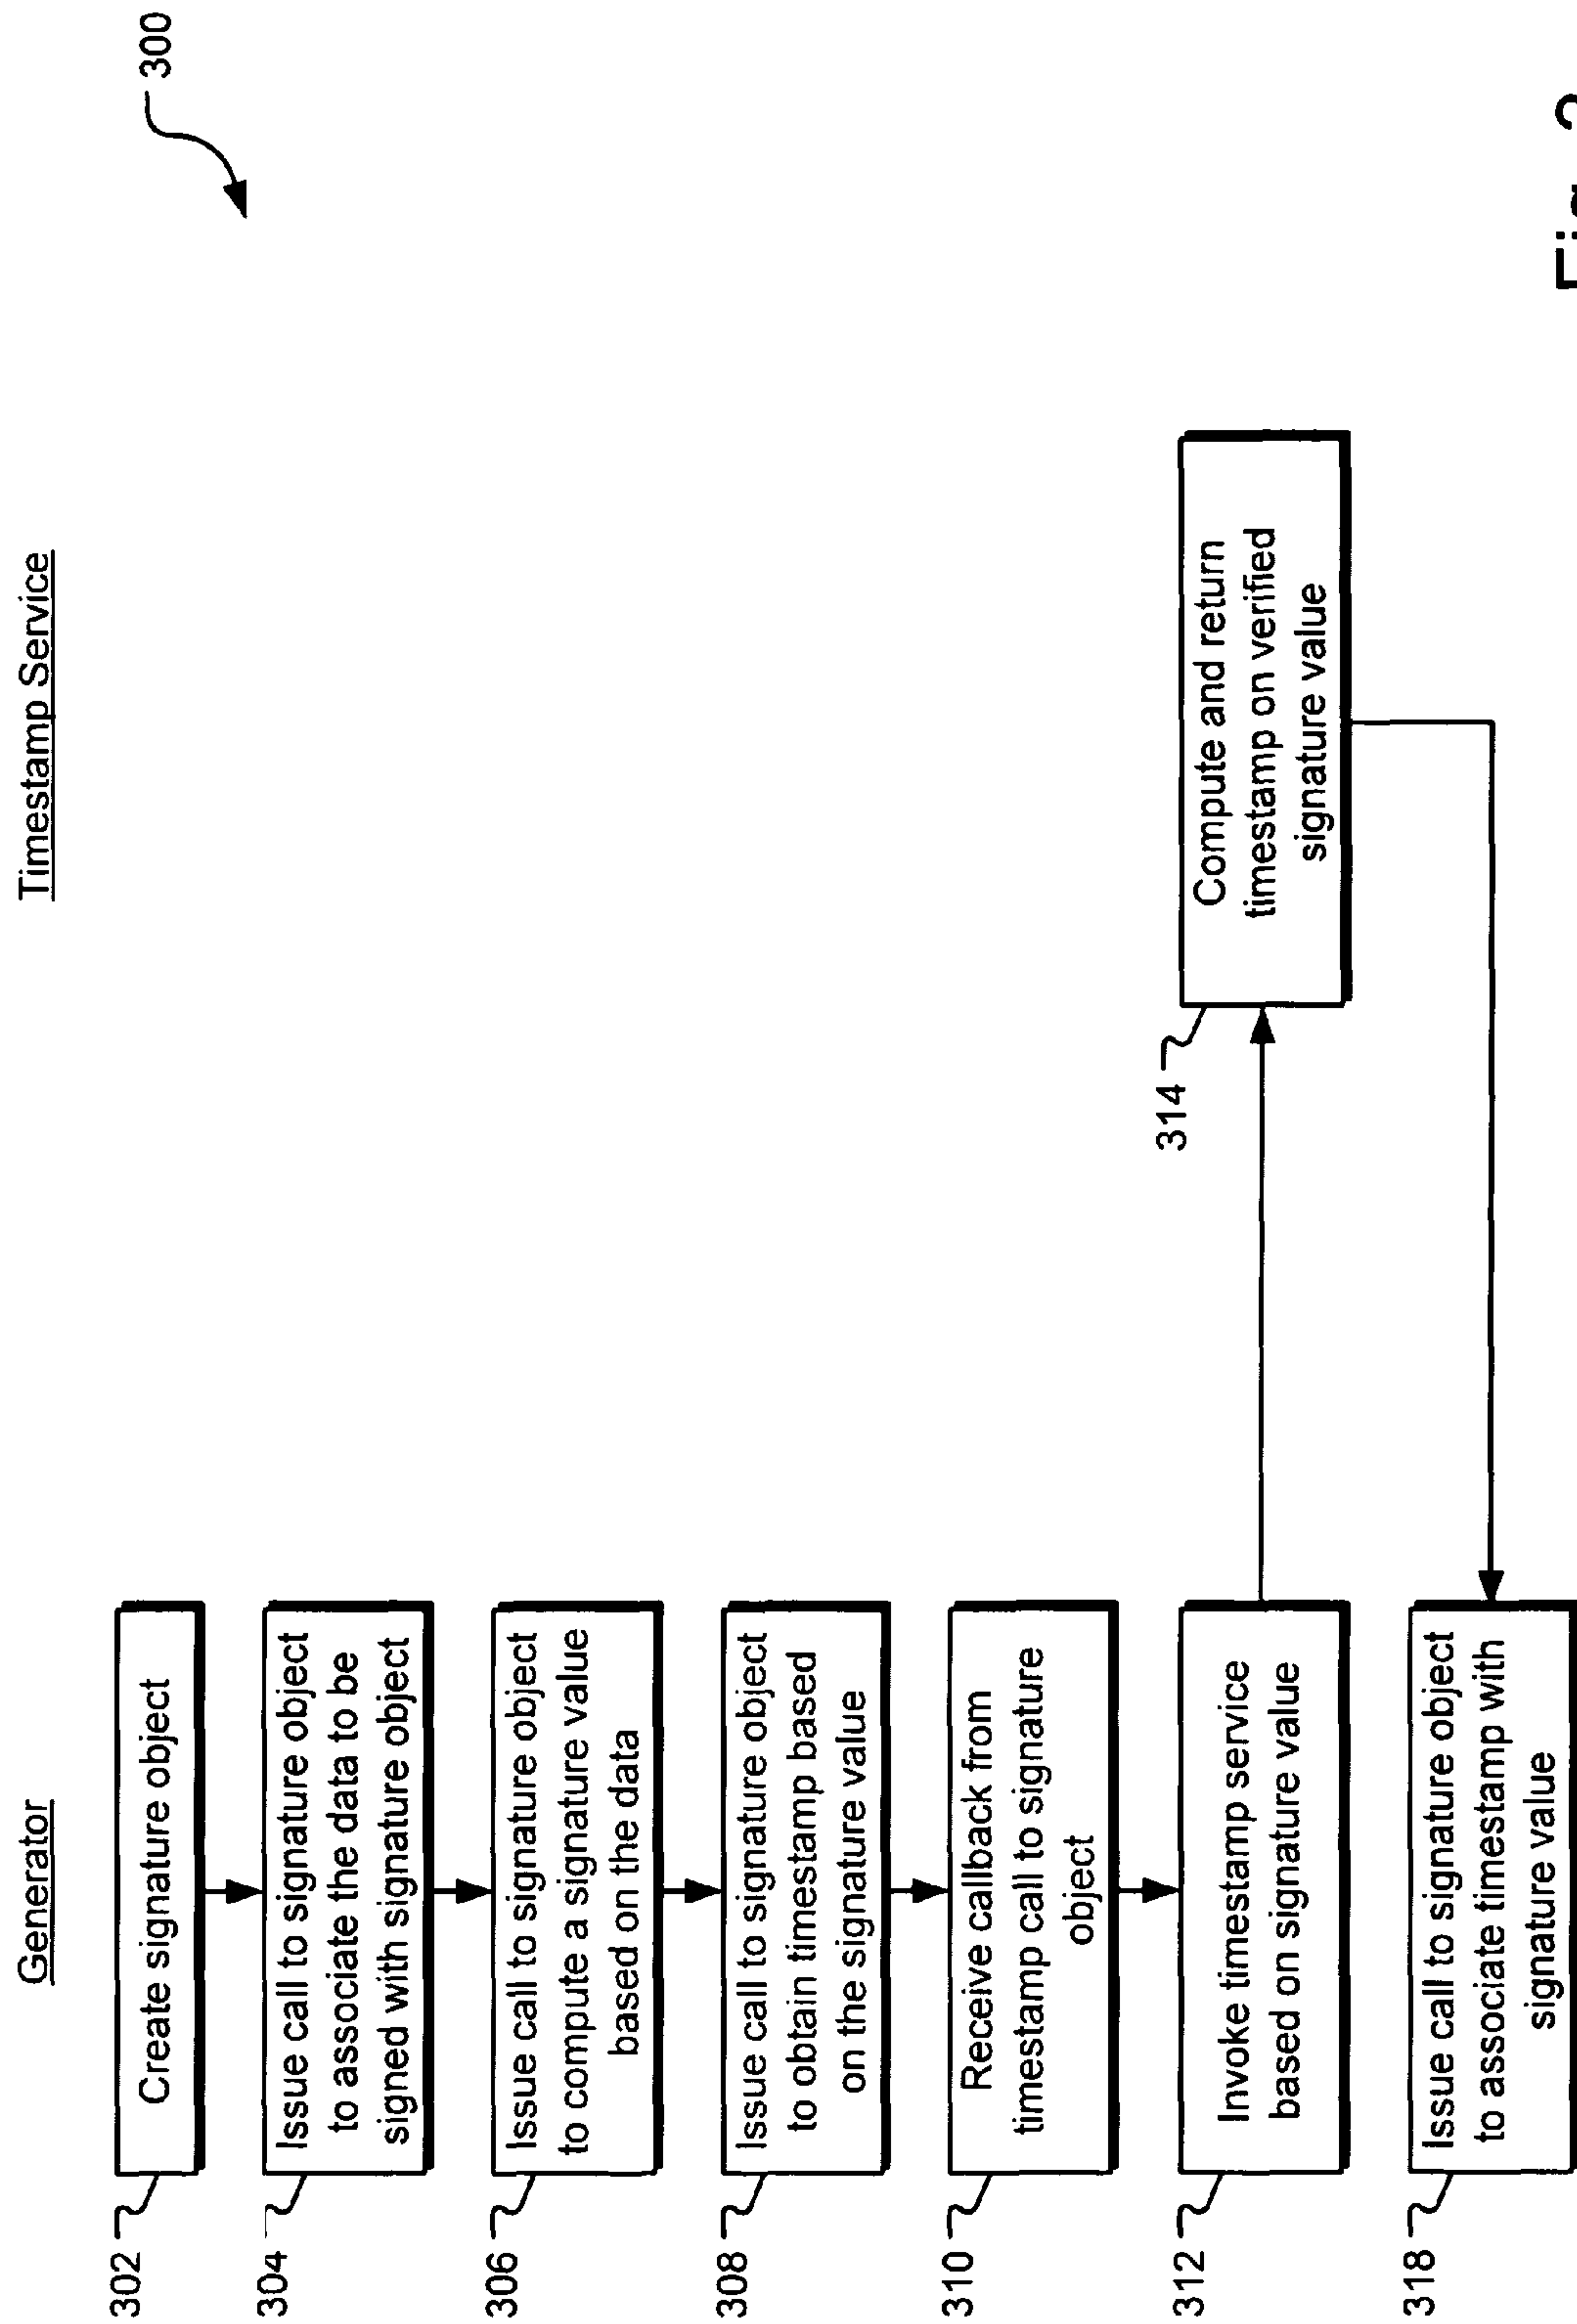 Generator
Timestamp Service
300
302
Create signature object
304
Issue call to signature object
to associate the data to be
signed with signature object
306
Issue call to signature object
to compute a signature value
based on the data
308
Issue call to signature object
to obtain timestamp based
on the signature value
310
Receive callback from
timestamp call to signature
object
312
Invoke timestamp service
based on signature value
314
Compute and return
timestamp on verified
signature value
318
Issue call to signature object
to associate timestamp with
signature value